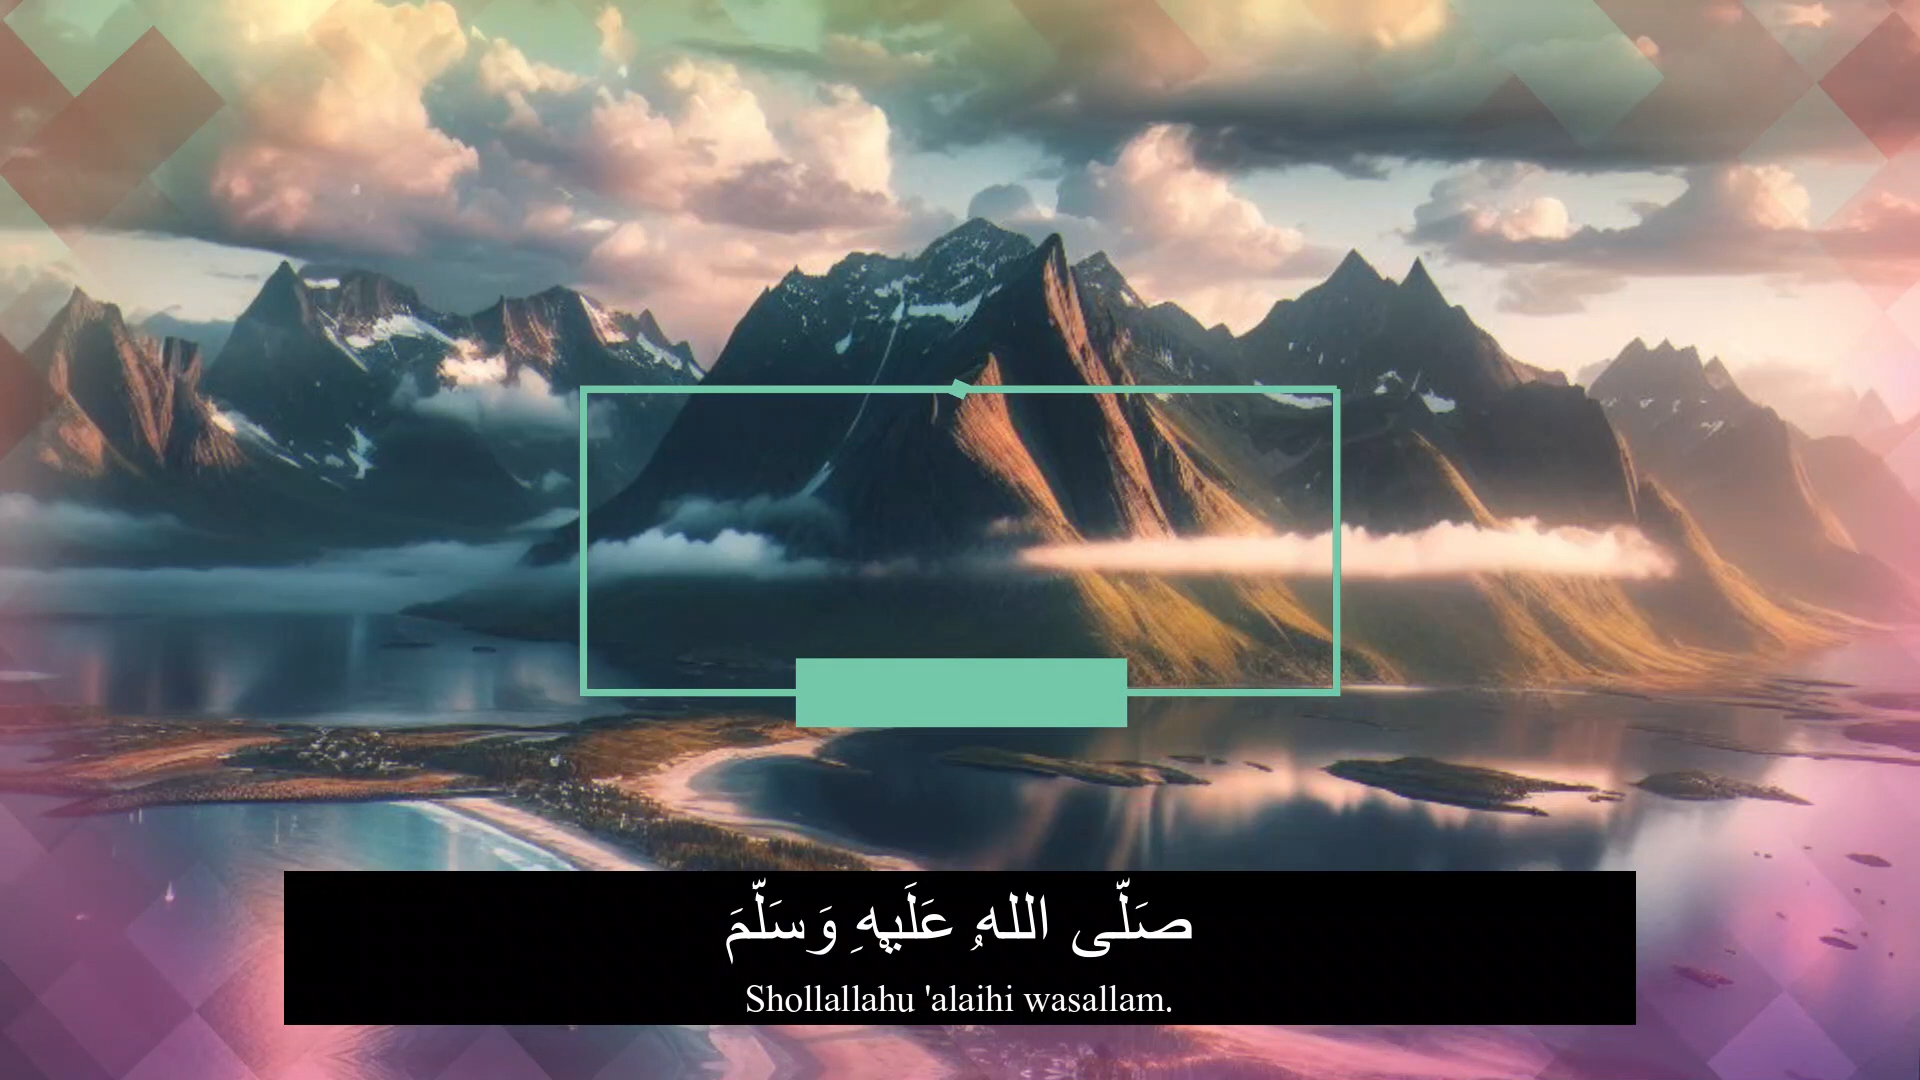 صَلَّى اللهُ عَلَيْهِ وَسَلَّمَ
Shollallahu 'alaihi wasallam.